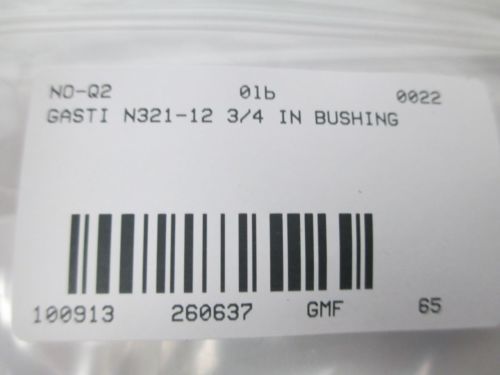 NO-Q2 01b 0022
GASTI N321-12 3/4 IN BUSHING
100913 260637 GMF 65